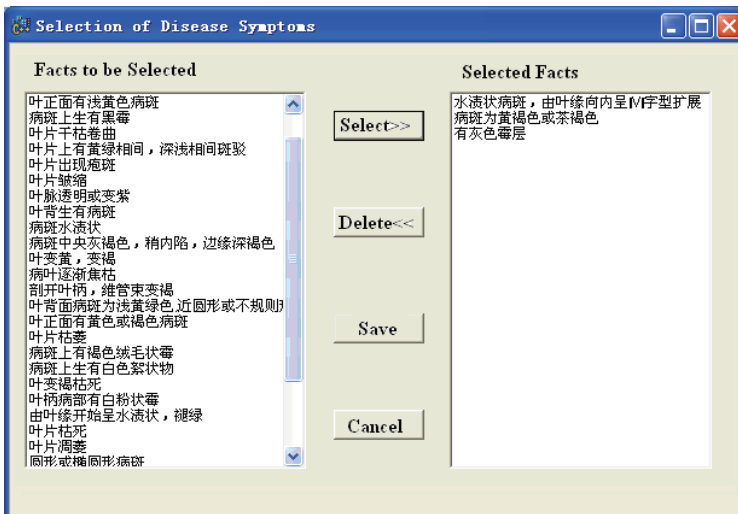 Selection of Disease Symptoms
Facts to be Selected
叶正面有浅黄色病斑
病斑上生有黑霉
叶片干枯卷曲
叶片上有黄绿相间，深浅相间斑驳
叶片出现疱斑
叶片皱缩
叶脉透明或变紫
叶背生有病斑
病斑水渍状
病斑中央灰褐色，稍内陷，边缘深褐色
叶变黄，变褐
病叶逐渐焦枯
剖开叶柄，维管束变褐
叶背面病斑为浅黄绿色,近圆形或不规则
叶正面有黄色或褐色病斑
叶片枯萎
病斑上有褐色绒毛状霉
病斑上生有白色絮状物
叶变褐枯死
叶柄病部有白粉状霉
由叶缘开始呈水渍状，褪绿
叶片枯死
叶片凋萎
圆形或椭圆形病斑
Select>>
Delete<<
Save
Cancel
Selected Facts
水渍状病斑，由叶缘向内呈|V|字型扩展
病斑为黄褐色或茶褐色
有灰色霉层